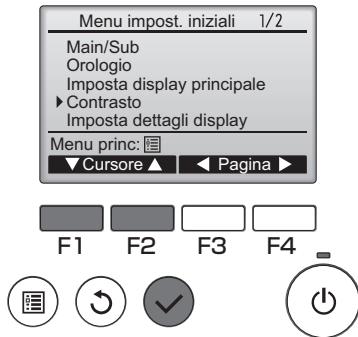 Menu impost. iniziali 1/2
Main/Sub
Orologio
Imposta display principale
▶Contrasto
Imposta dettagli display
Menu princ:
▼Cursore▲ ◀ Pagina ▶
F1 F2 F3 F4